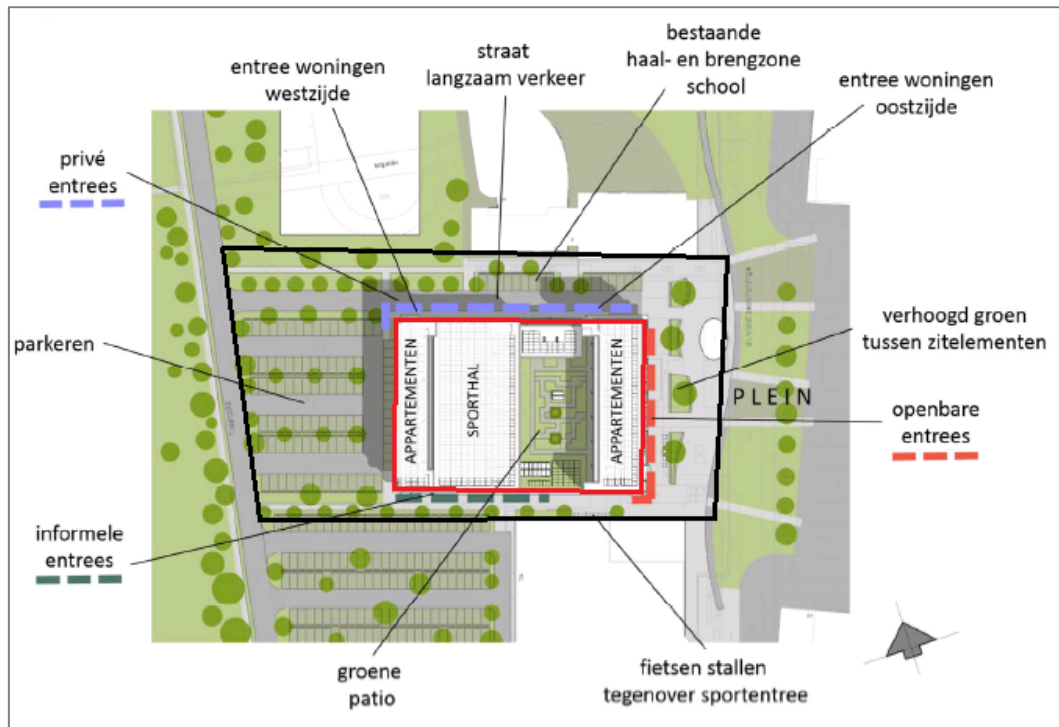 bestaande
haal- en brengzone
school
straat
langzaam verkeer
entree woningen
westzijde
entree woningen
oostzijde
privé
entrees
parkeren
verhoogd groen
tussen zitelementen
PLEIN
APPARTEMENTEN
SPORTHAL
APPARTEMENTEN
openbare
entrees
informele
entrees
groene
patio
fietsen stallen
tegenover sportentree